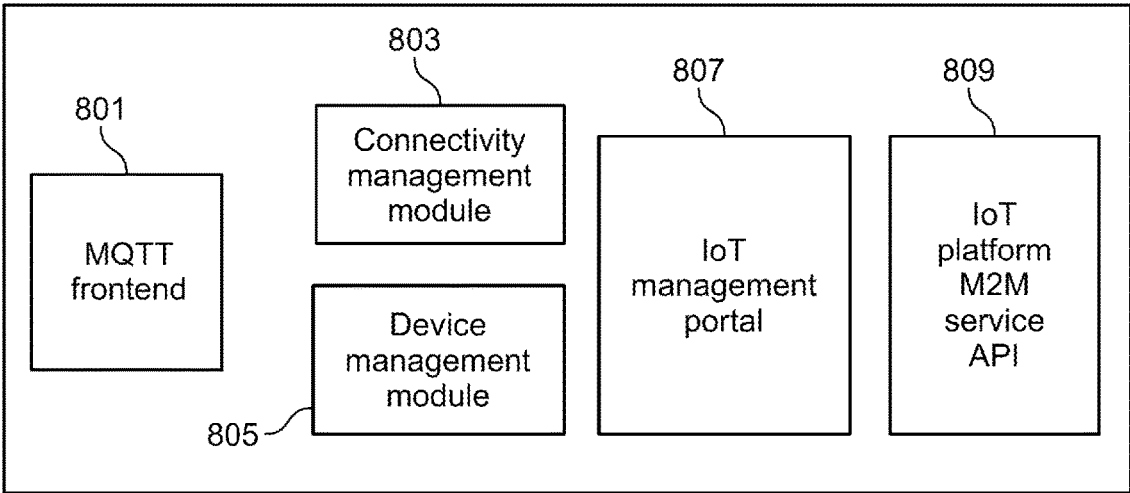 801
MQTT
frontend
803
Connectivity
management
module
805
Device
management
module
807
IoT
management
portal
809
IoT
platform
M2M
service
API